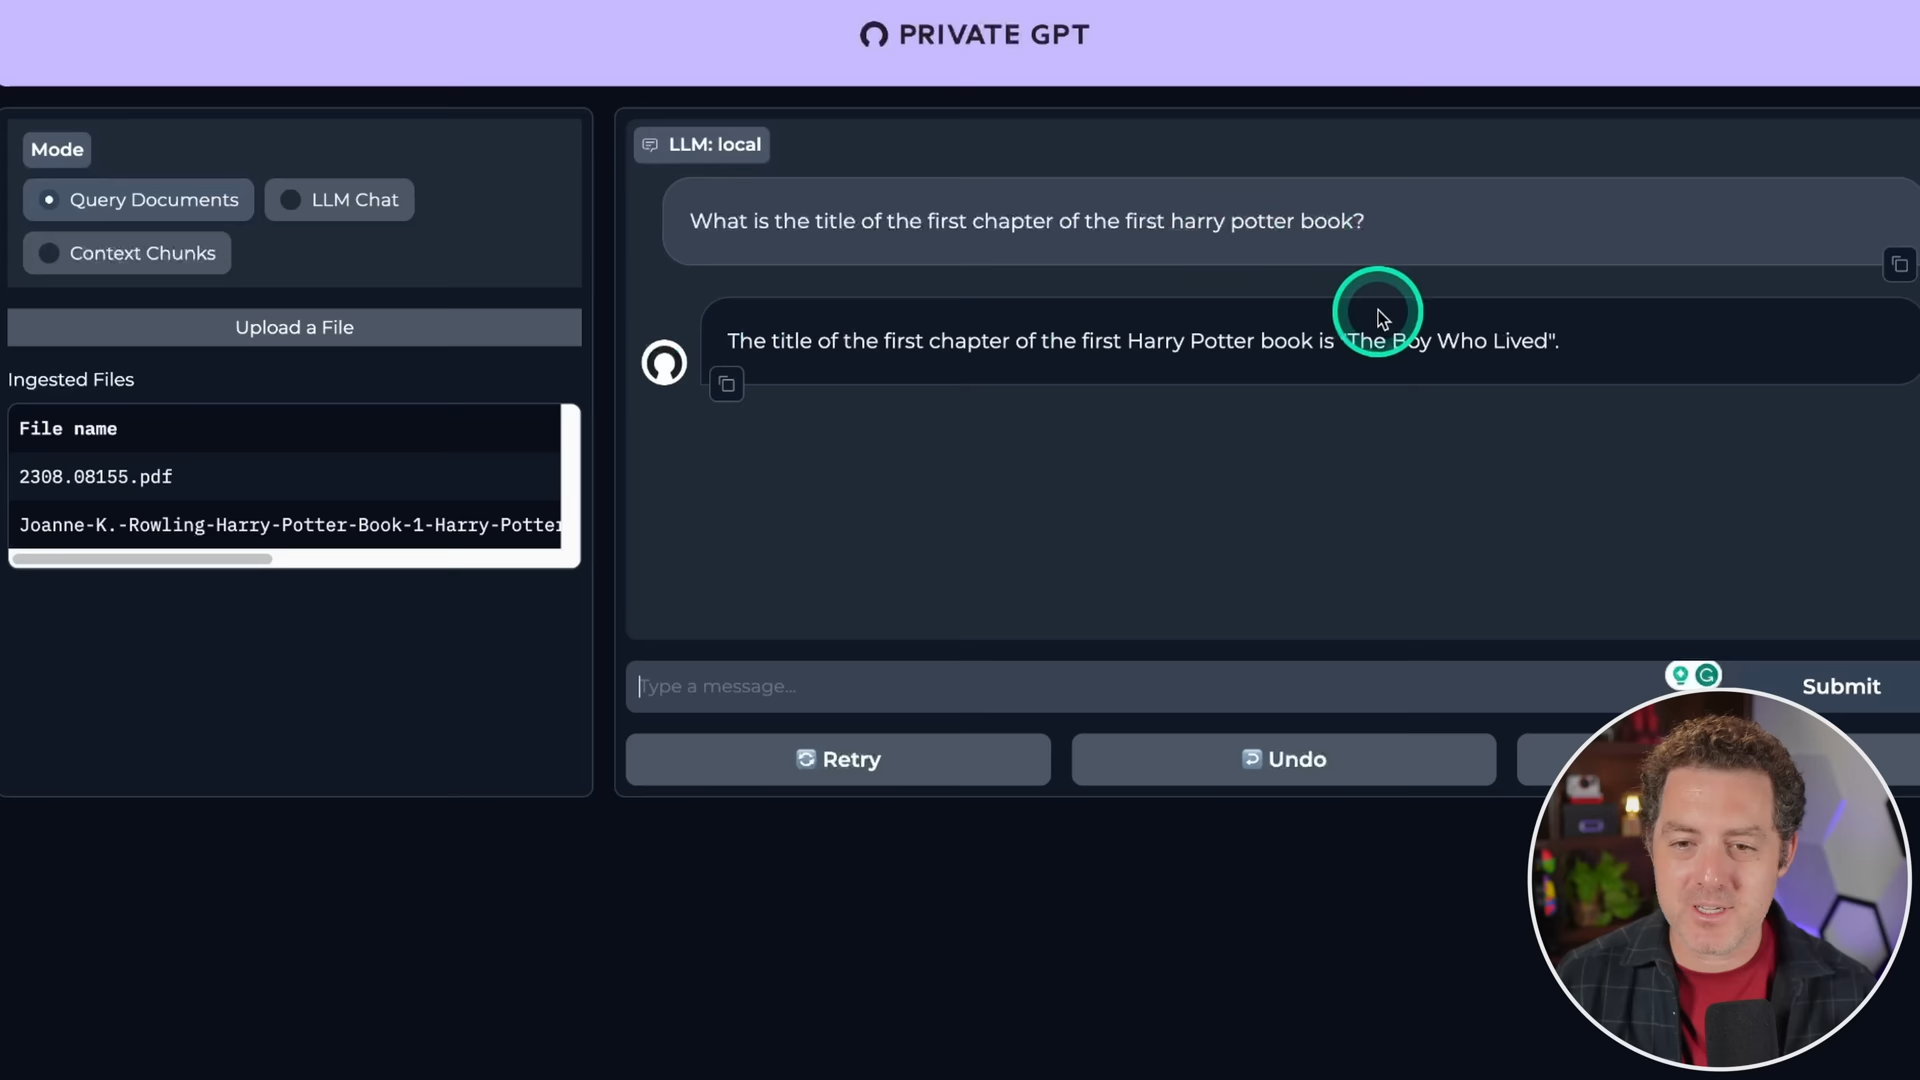 PRIVATE GPT
Mode
Query Documents
LLM Chat
Context Chunks
Upload a File
Ingested Files
File name
2308.08155.pdf
Joanne-K.-Rowling-Harry-Potter-Book-1-Harry-Potter
LLM: local
What is the title of the first chapter of the first harry potter book?
The title of the first chapter of the first Harry Potter book is "The Boy Who Lived".
Type a message...
Submit
Retry
Undo